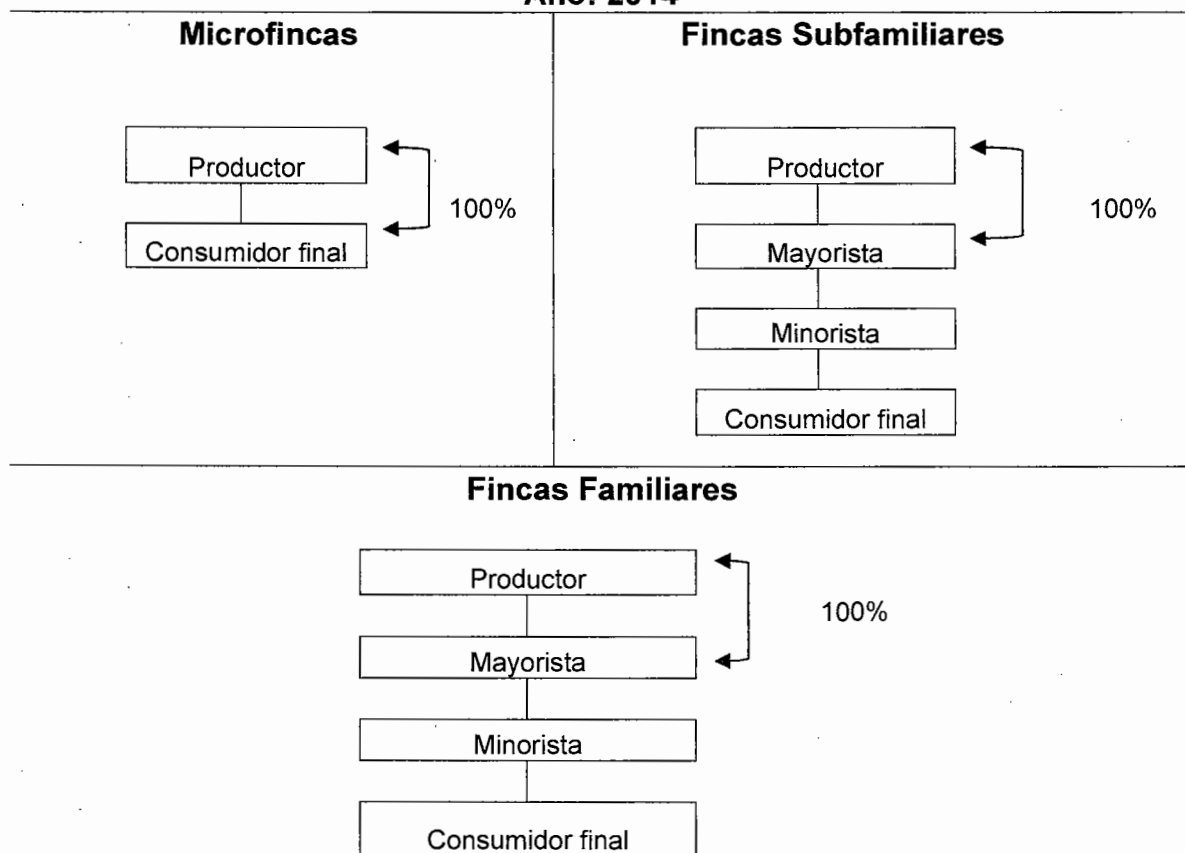 Microfincas
Productor
100%
Consumidor final
Fincas Subfamiliares
Productor
100%
Mayorista
Minorista
Consumidor final
Fincas Familiares
Productor
100%
Mayorista
Minorista
Consumidor final